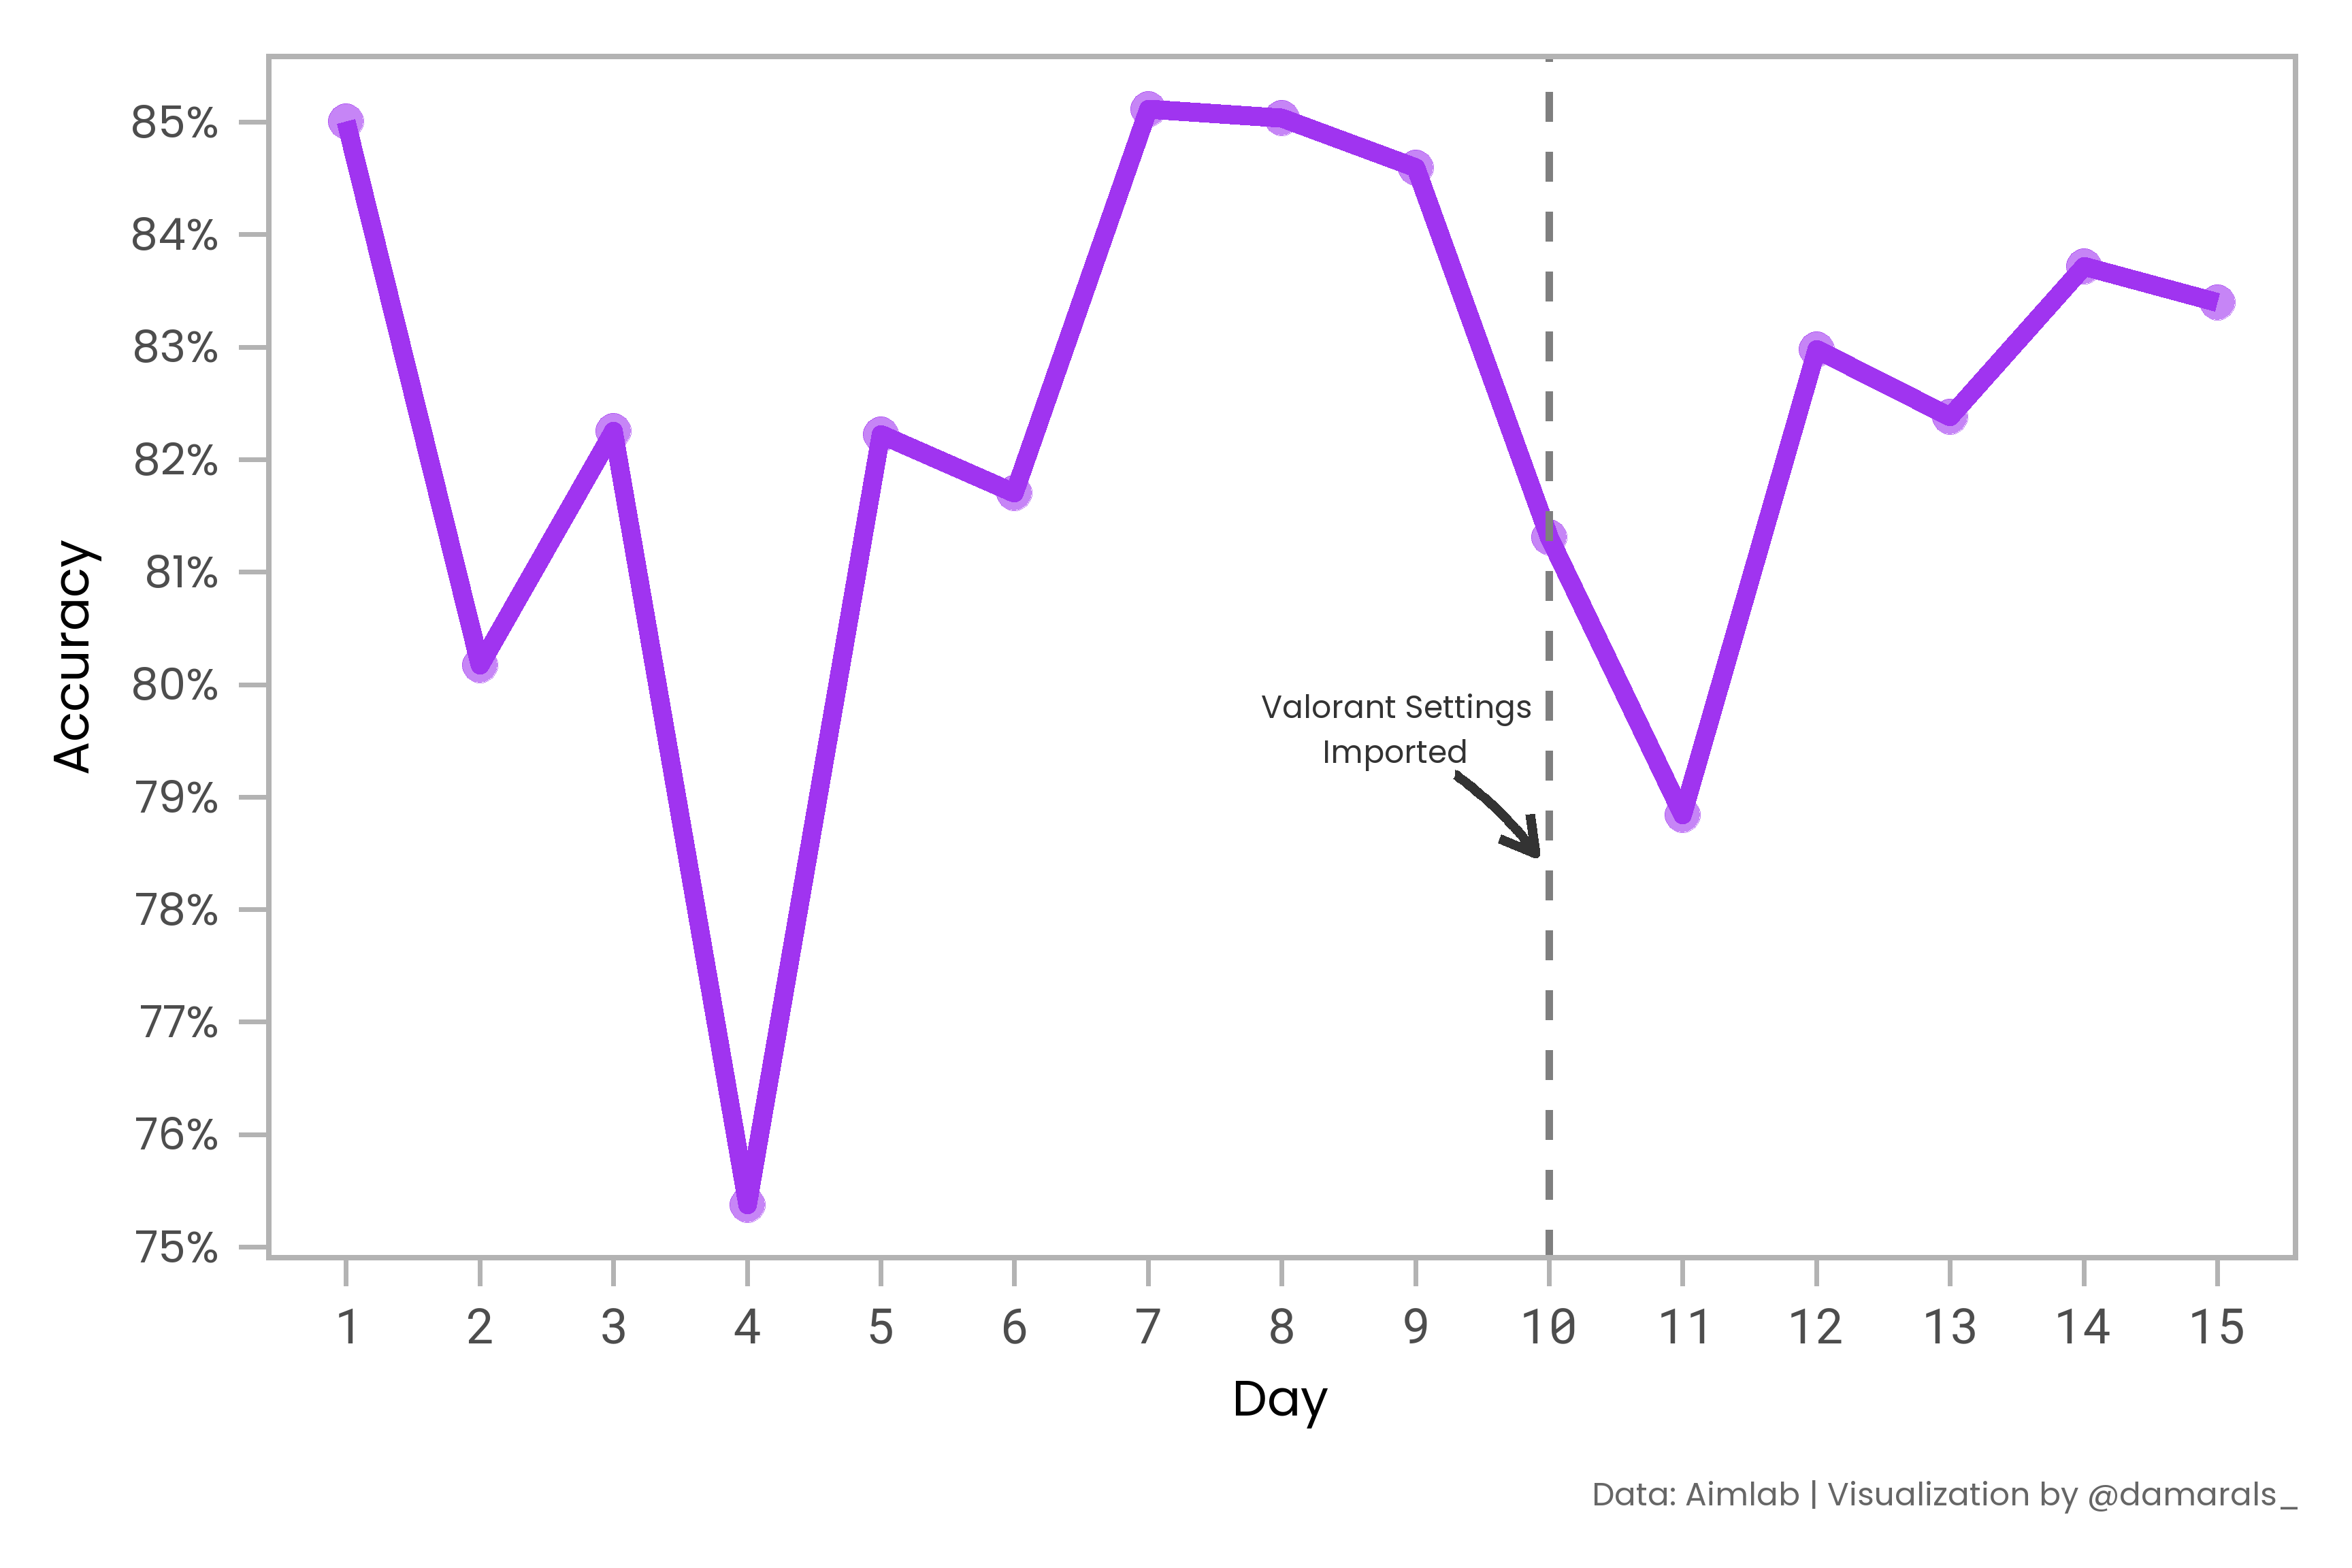 85%
84%
83%
82%
81%
80%
79%
78%
77%
76%
75%
Accuracy
Valorant Settings
Imported
1 2 3 4 5 6 7 8 9 10 11 12 13 14 15
Day
Data: Aimlab | Visualization by @damarals_